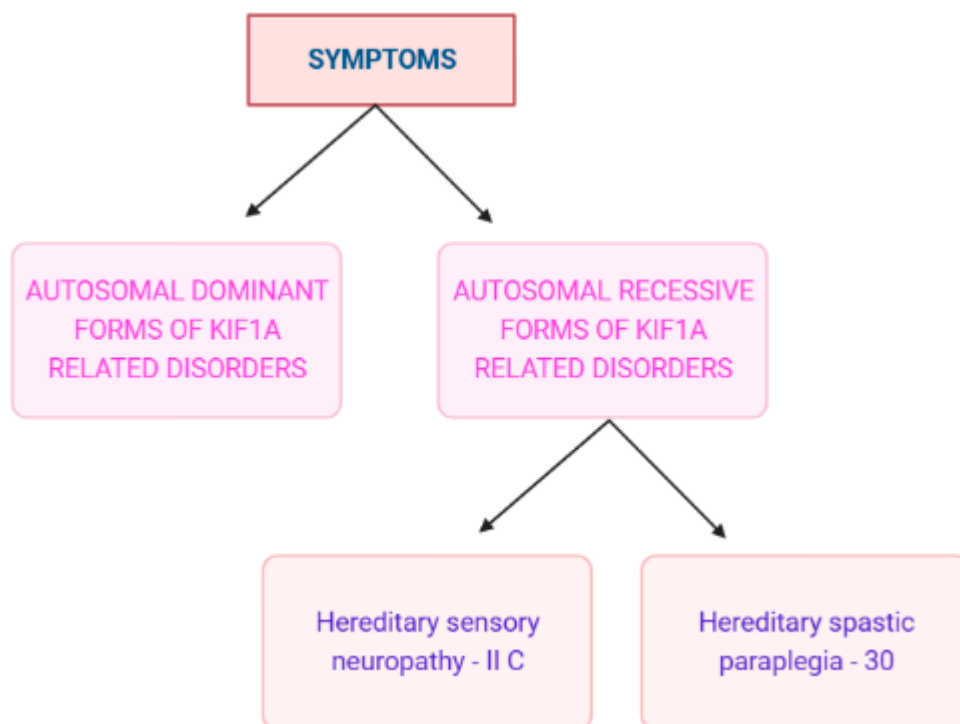 SYMPTOMS
AUTOSOMAL DOMINANT
FORMS OF KIF1A
RELATED DISORDERS
AUTOSOMAL RECESSIVE
FORMS OF KIF1A
RELATED DISORDERS
Hereditary sensory
neuropathy - II C
Hereditary spastic
paraplegia - 30